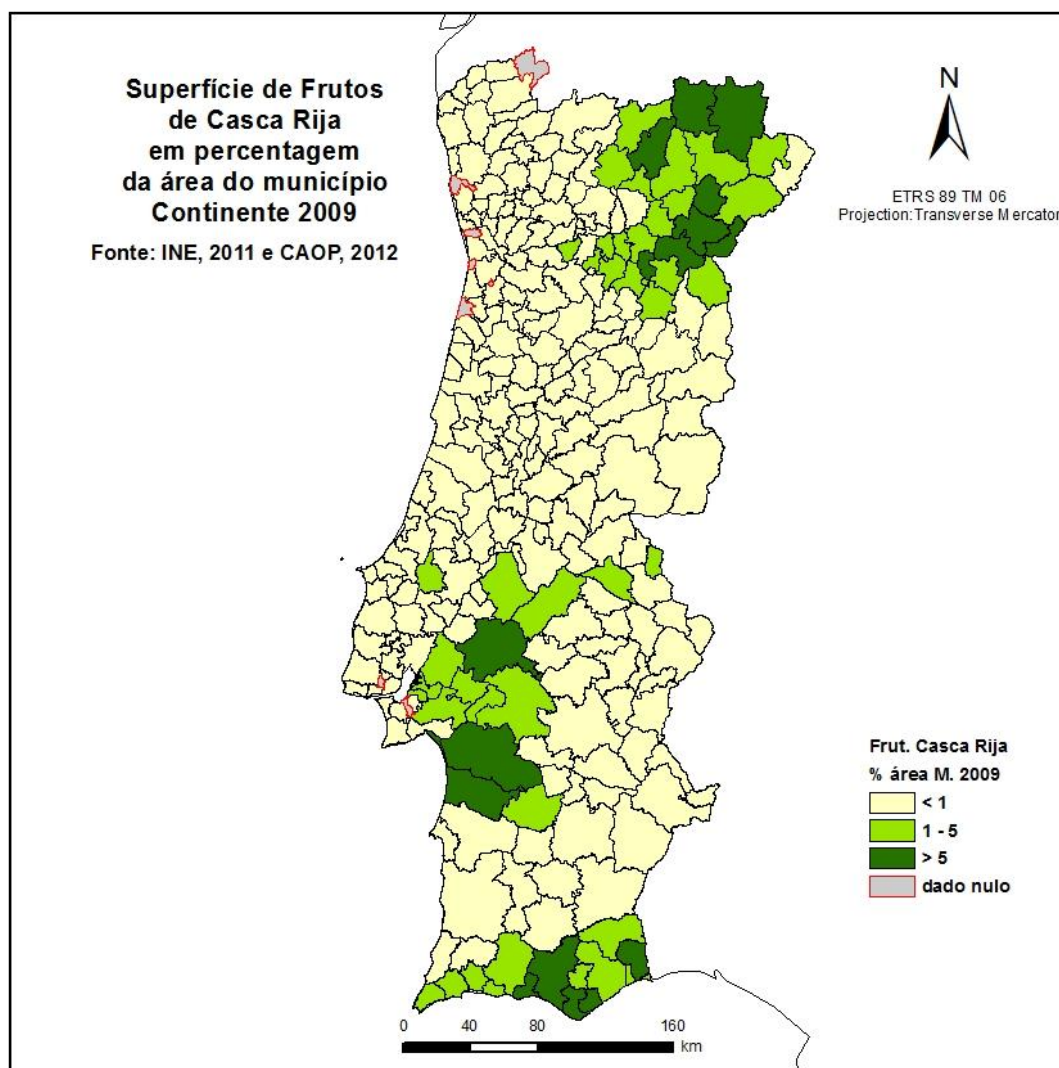 Superfície de Frutos
de Casca Rija
em percentagem
da área do município
Continente 2009
Fonte: INE, 2011 e CAOP, 2012
N
ETRS 89 TM 06
Projection:Transverse Mercator
Frut. Casca Rija
% área M. 2009
< 1
1 - 5
> 5
dado nulo
0 40 80 160
km